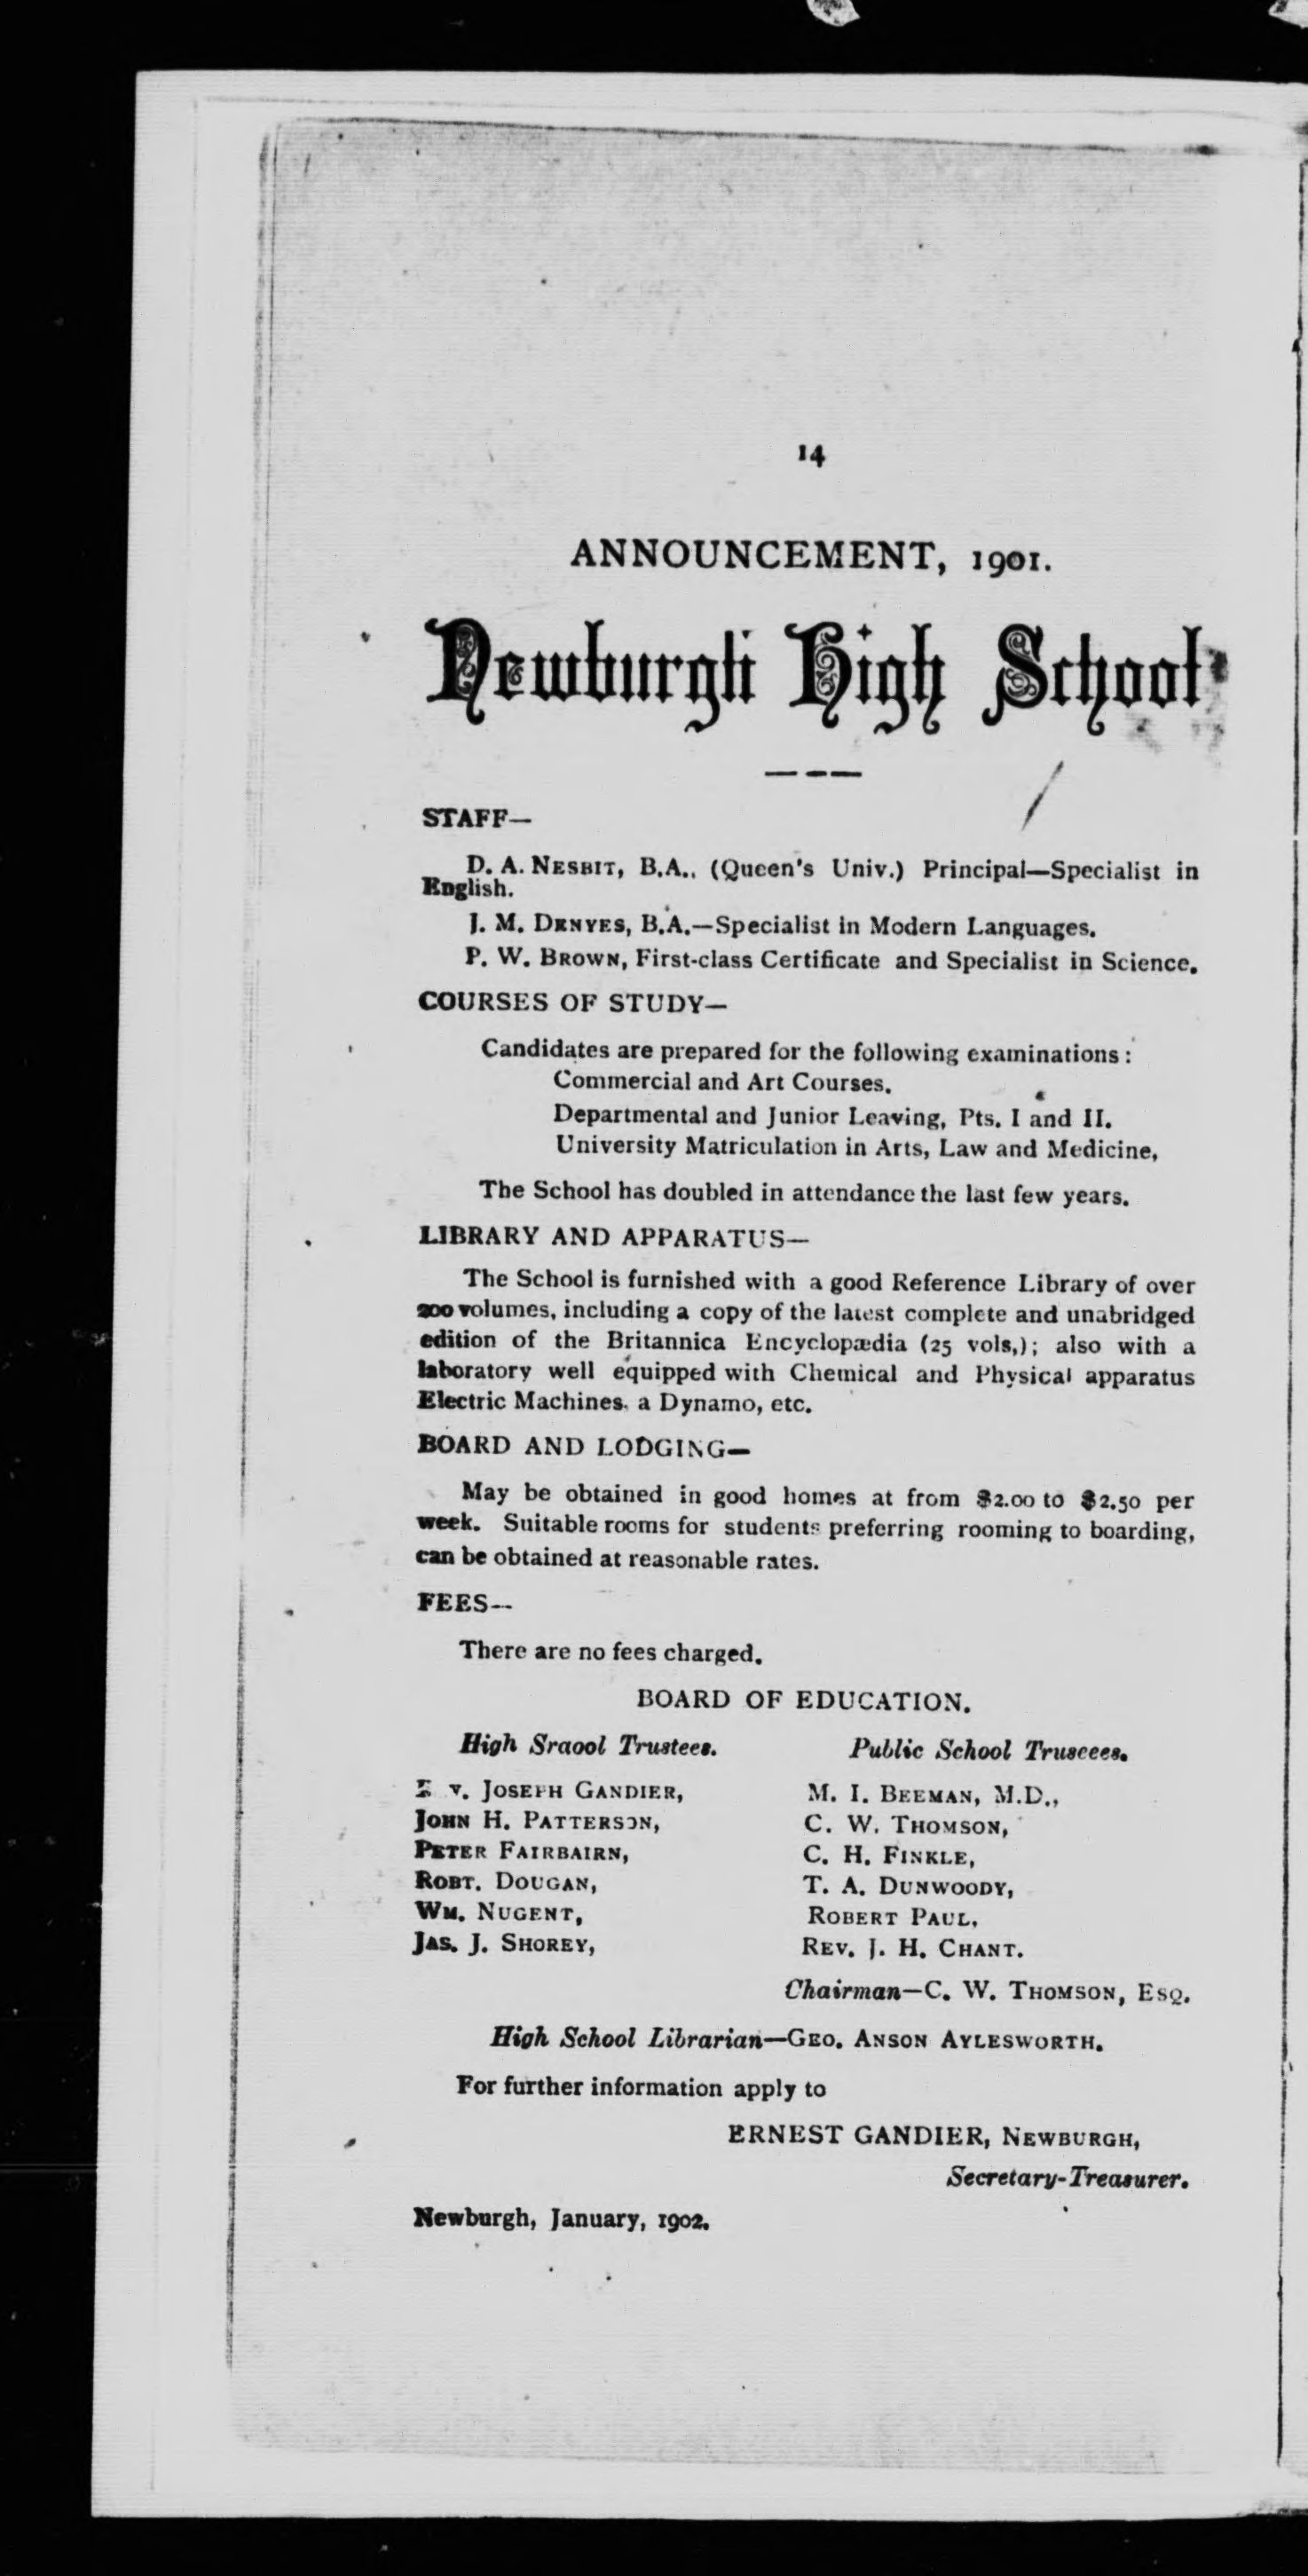 14
ANNOUNCEMENT, 1901.
Newburgh High School
STAFF—
D. A. NESBIT, B.A., (Queen's Univ.) Principal—Specialist in
English.
J. M. DENYES, B.A.—Specialist in Modern Languages.
P. W. BROWN, First-class Certificate and Specialist in Science.
COURSES OF STUDY—
Candidates are prepared for the following examinations:
Commercial and Art Courses.
Departmental and Junior Leaving, Pts. I and II.
University Matriculation in Arts, Law and Medicine,
The School has doubled in attendance the last few years.
LIBRARY AND APPARATUS—
The School is furnished with a good Reference Library of over
volumes, including a copy of the latest complete and unabridged
edition of the Britannica Encyclopædia (25 vols,); also with a
laboratory well equipped with Chemical and Physical apparatus
Electric Machines. a Dynamo, etc.
BOARD AND LODGING—
May be obtained in good homes at from $2.00 to $2.50 per
week. Suitable rooms for students preferring rooming to boarding,
can be obtained at reasonable rates.
FEES—
There are no fees charged.
BOARD OF EDUCATION.
High Sraool Trustees.
JOSEPH GANDIER,
JOHN H. PATTERSON,
PETER FAIRBAIRN,
ROBT. DOUGAN,
WM. NUGENT,
JAS. J. SHOREY,
Public School Truscees.
M. I. BEEMAN, M.D.,
C. W. THOMSON,
C. H. FINKLE,
T. A. DUNWOODY,
ROBERT PAUL,
REV. J. H. CHANT.
Chairman—C. W. THOMSON, ESQ.
High School Librarian—GEO. ANSON AYLESWORTH.
For further information apply to
ERNEST GANDIER, NEWBURGH,
Secretary-Treasurer.
Newburgh, January, 1902.